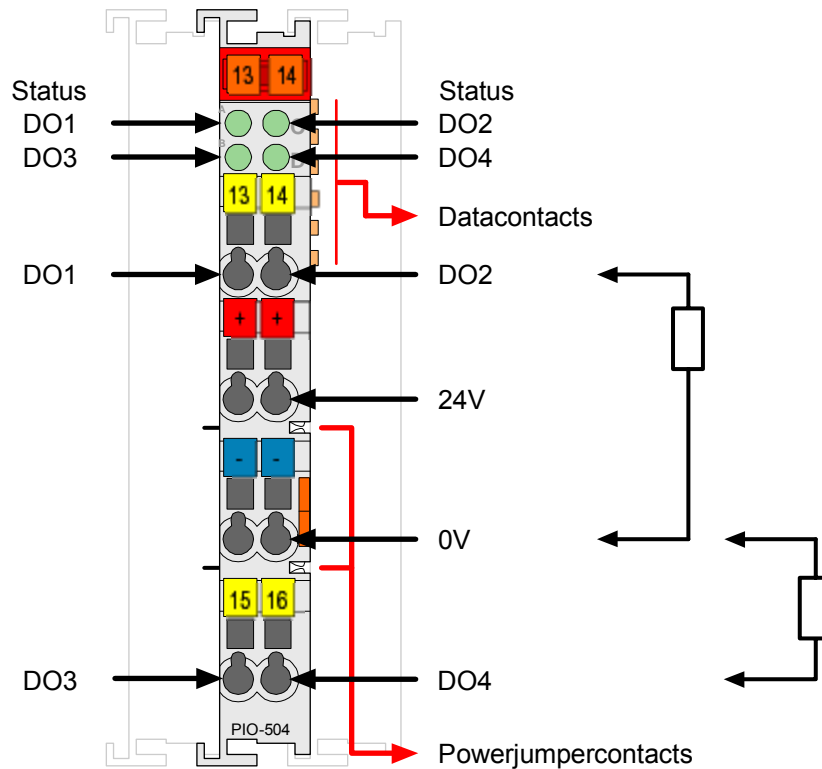 13 14
Status Status
A
DO1 C DO2
B
DO3 D DO4
13 14
Datacontacts
DO1 DO2
+ +
24V
- -
0V
15 16
DO3 DO4
PIO-504
Powerjumpercontacts